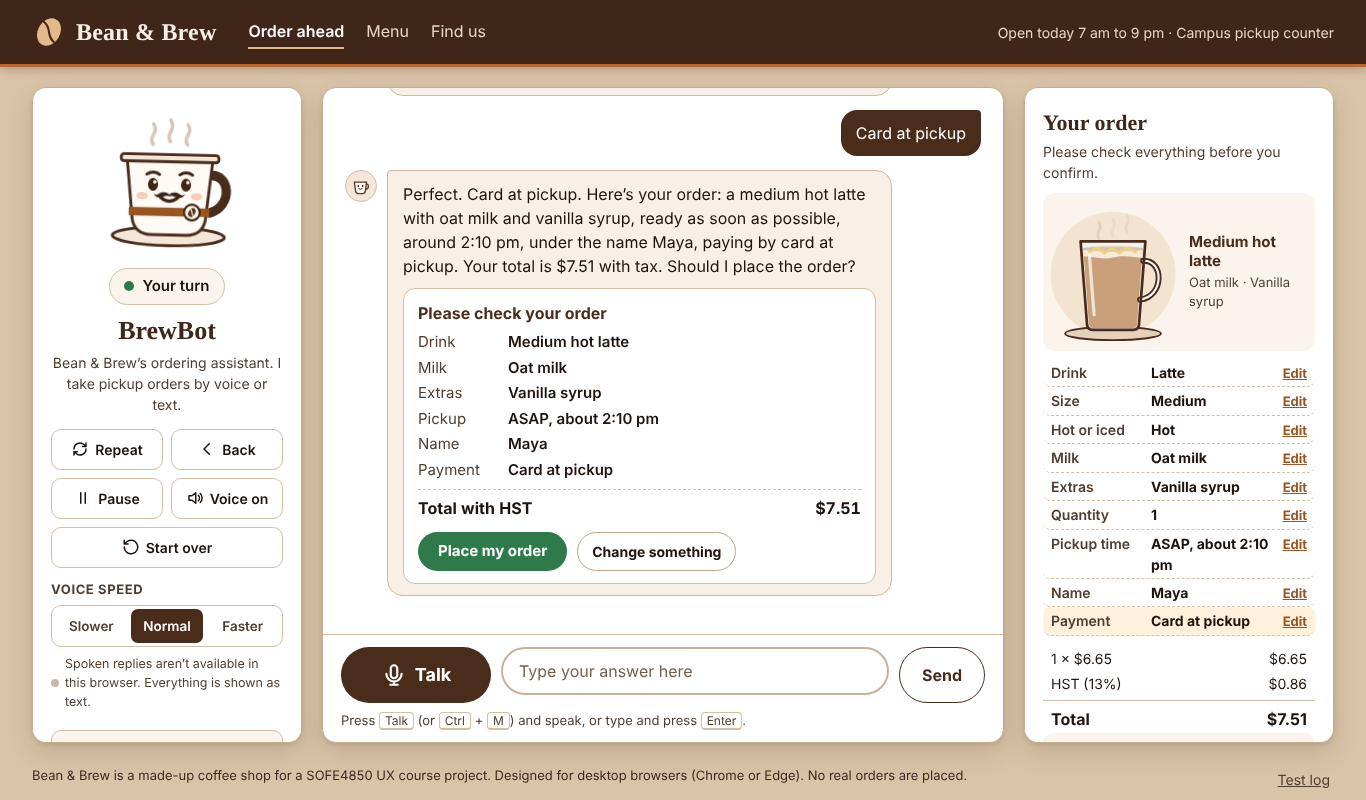 Bean & Brew
Order ahead
Menu
Find us
Open today 7 am to 9 pm · Campus pickup counter
Your turn
BrewBot
Bean & Brew’s ordering assistant. I
take pickup orders by voice or
text.
Repeat
Back
Pause
Voice on
Start over
VOICE SPEED
Slower
Normal
Faster
Spoken replies aren’t available in
this browser. Everything is shown as
text.
Card at pickup
Perfect. Card at pickup. Here’s your order: a medium hot latte
with oat milk and vanilla syrup, ready as soon as possible,
around 2:10 pm, under the name Maya, paying by card at
pickup. Your total is $7.51 with tax. Should I place the order?
Please check your order
Drink Medium hot latte
Milk Oat milk
Extras Vanilla syrup
Pickup ASAP, about 2:10 pm
Name Maya
Payment Card at pickup
Total with HST $7.51
Place my order
Change something
Talk
Type your answer here
Send
Press Talk (or Ctrl + M) and speak, or type and press Enter.
Your order
Please check everything before you
confirm.
Medium hot
latte
Oat milk · Vanilla
syrup
Drink Latte Edit
Size Medium Edit
Hot or iced Hot Edit
Milk Oat milk Edit
Extras Vanilla syrup Edit
Quantity 1 Edit
Pickup time ASAP, about 2:10 Edit
pm
Name Maya Edit
Payment Card at pickup Edit
1 × $6.65 $6.65
HST (13%) $0.86
Total $7.51
Bean & Brew is a made-up coffee shop for a SOFE4850 UX course project. Designed for desktop browsers (Chrome or Edge). No real orders are placed.
Test log